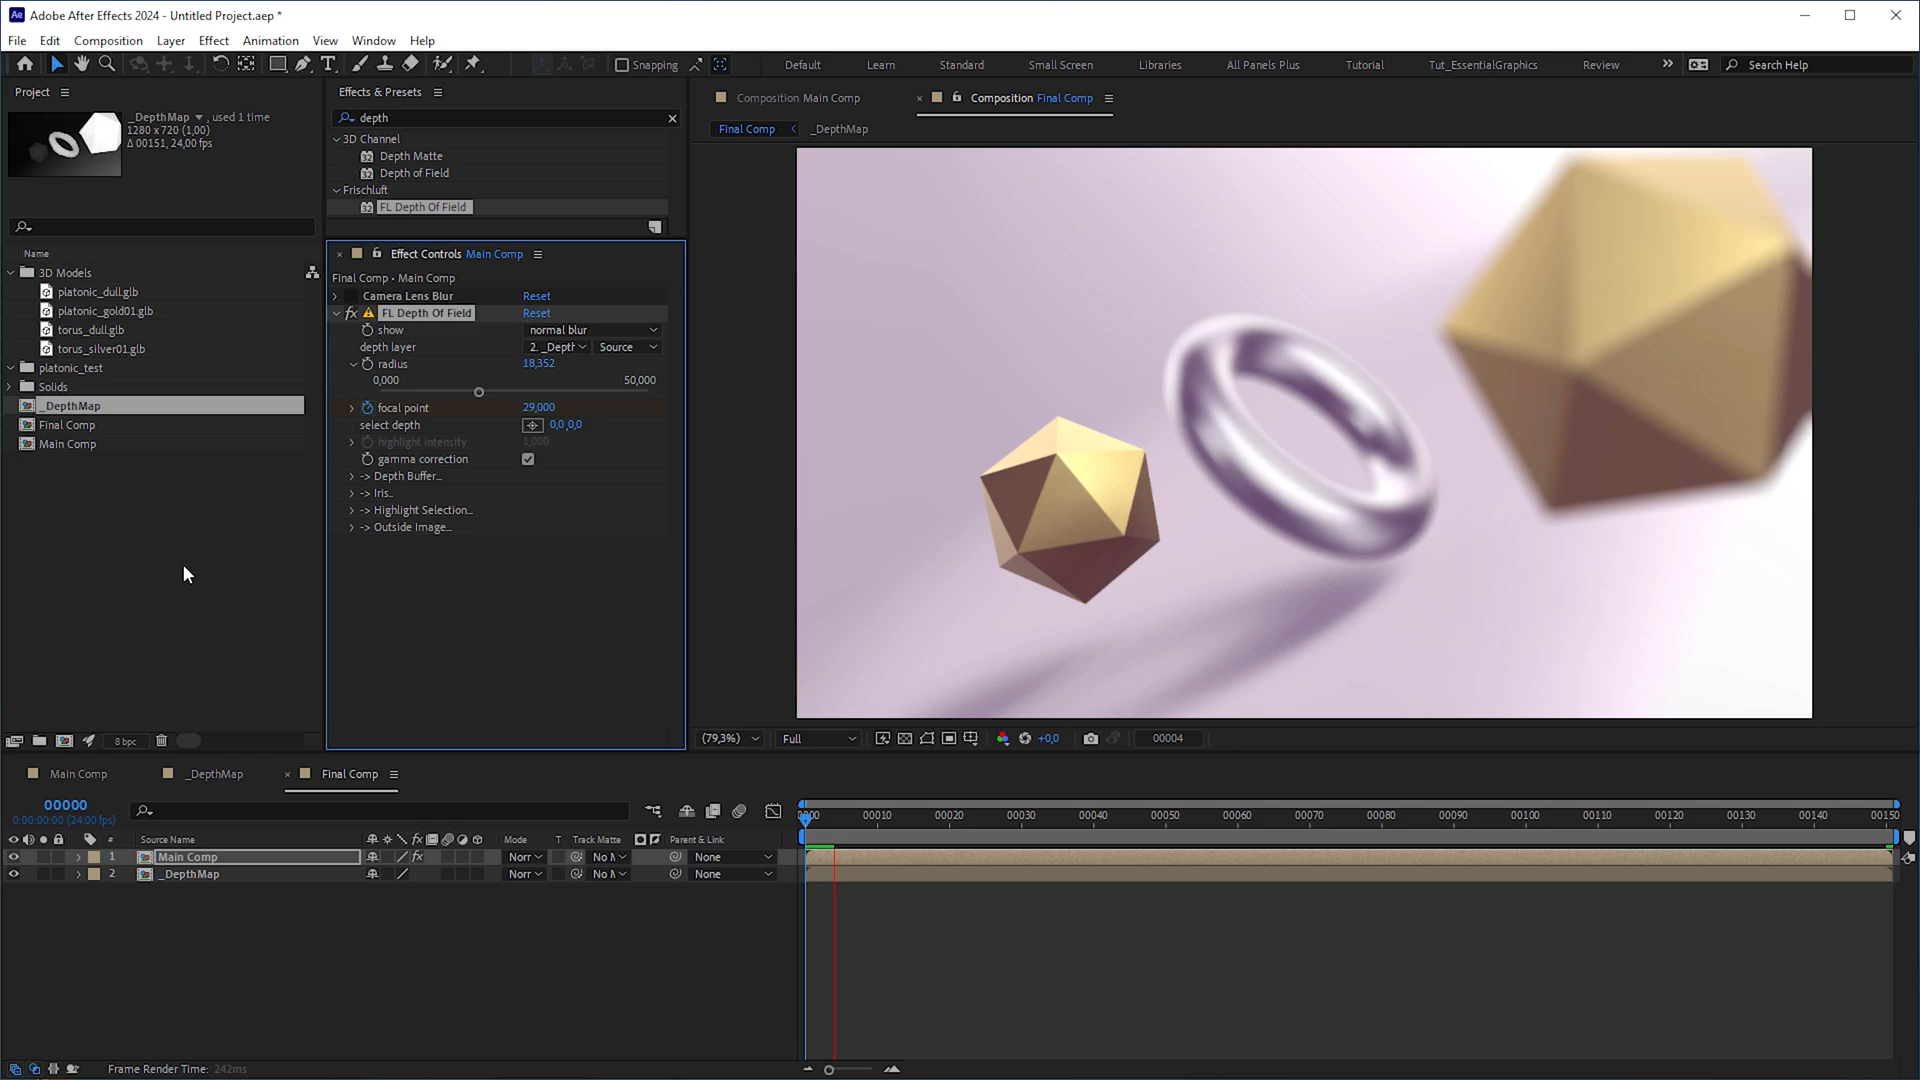 Adobe After Effects 2024 - Untitled Project.aep *
File Edit Composition Layer Effect Animation View Window Help
Snapping
Default Learn Standard Small Screen Libraries All Panels Plus Tutorial Tut_EssentialGraphics Review
Search Help
Project
_DepthMap , used 1 time
1280 x 720 (1,00)
Δ 00151, 24,00 fps
Name
3D Models
platonic_dull.glb
platonic_gold01.glb
torus_dull.glb
torus_silver01.glb
platonic_test
Solids
_DepthMap
Final Comp
Main Comp
8 bpc
Effects & Presets
depth
3D Channel
Depth Matte
Depth of Field
Frischluft
FL Depth Of Field
Effect Controls Main Comp
Final Comp • Main Comp
Camera Lens Blur Reset
fx FL Depth Of Field Reset
show normal blur
depth layer 2. _Depth Source
radius 18,352
0,000 50,000
focal point 29,000
select depth 0,0,0,0
highlight intensity 1,000
gamma correction
-> Depth Buffer...
-> Iris..
-> Highlight Selection...
-> Outside Image...
Composition Main Comp
Composition Final Comp
Final Comp _DepthMap
(79,3%) Full +0,0 00004
Main Comp _DepthMap Final Comp
00000
0:00:00:00 (24.00 fps)
# Source Name fx Mode T Track Matte Parent & Link
1 Main Comp fx Norr No M None
2 _DepthMap Norr No M None
00010 00020 00030 00040 00050 00060 00070 00080 00090 00100 00110 00120 00130 00140 00150
Frame Render Time: 242ms